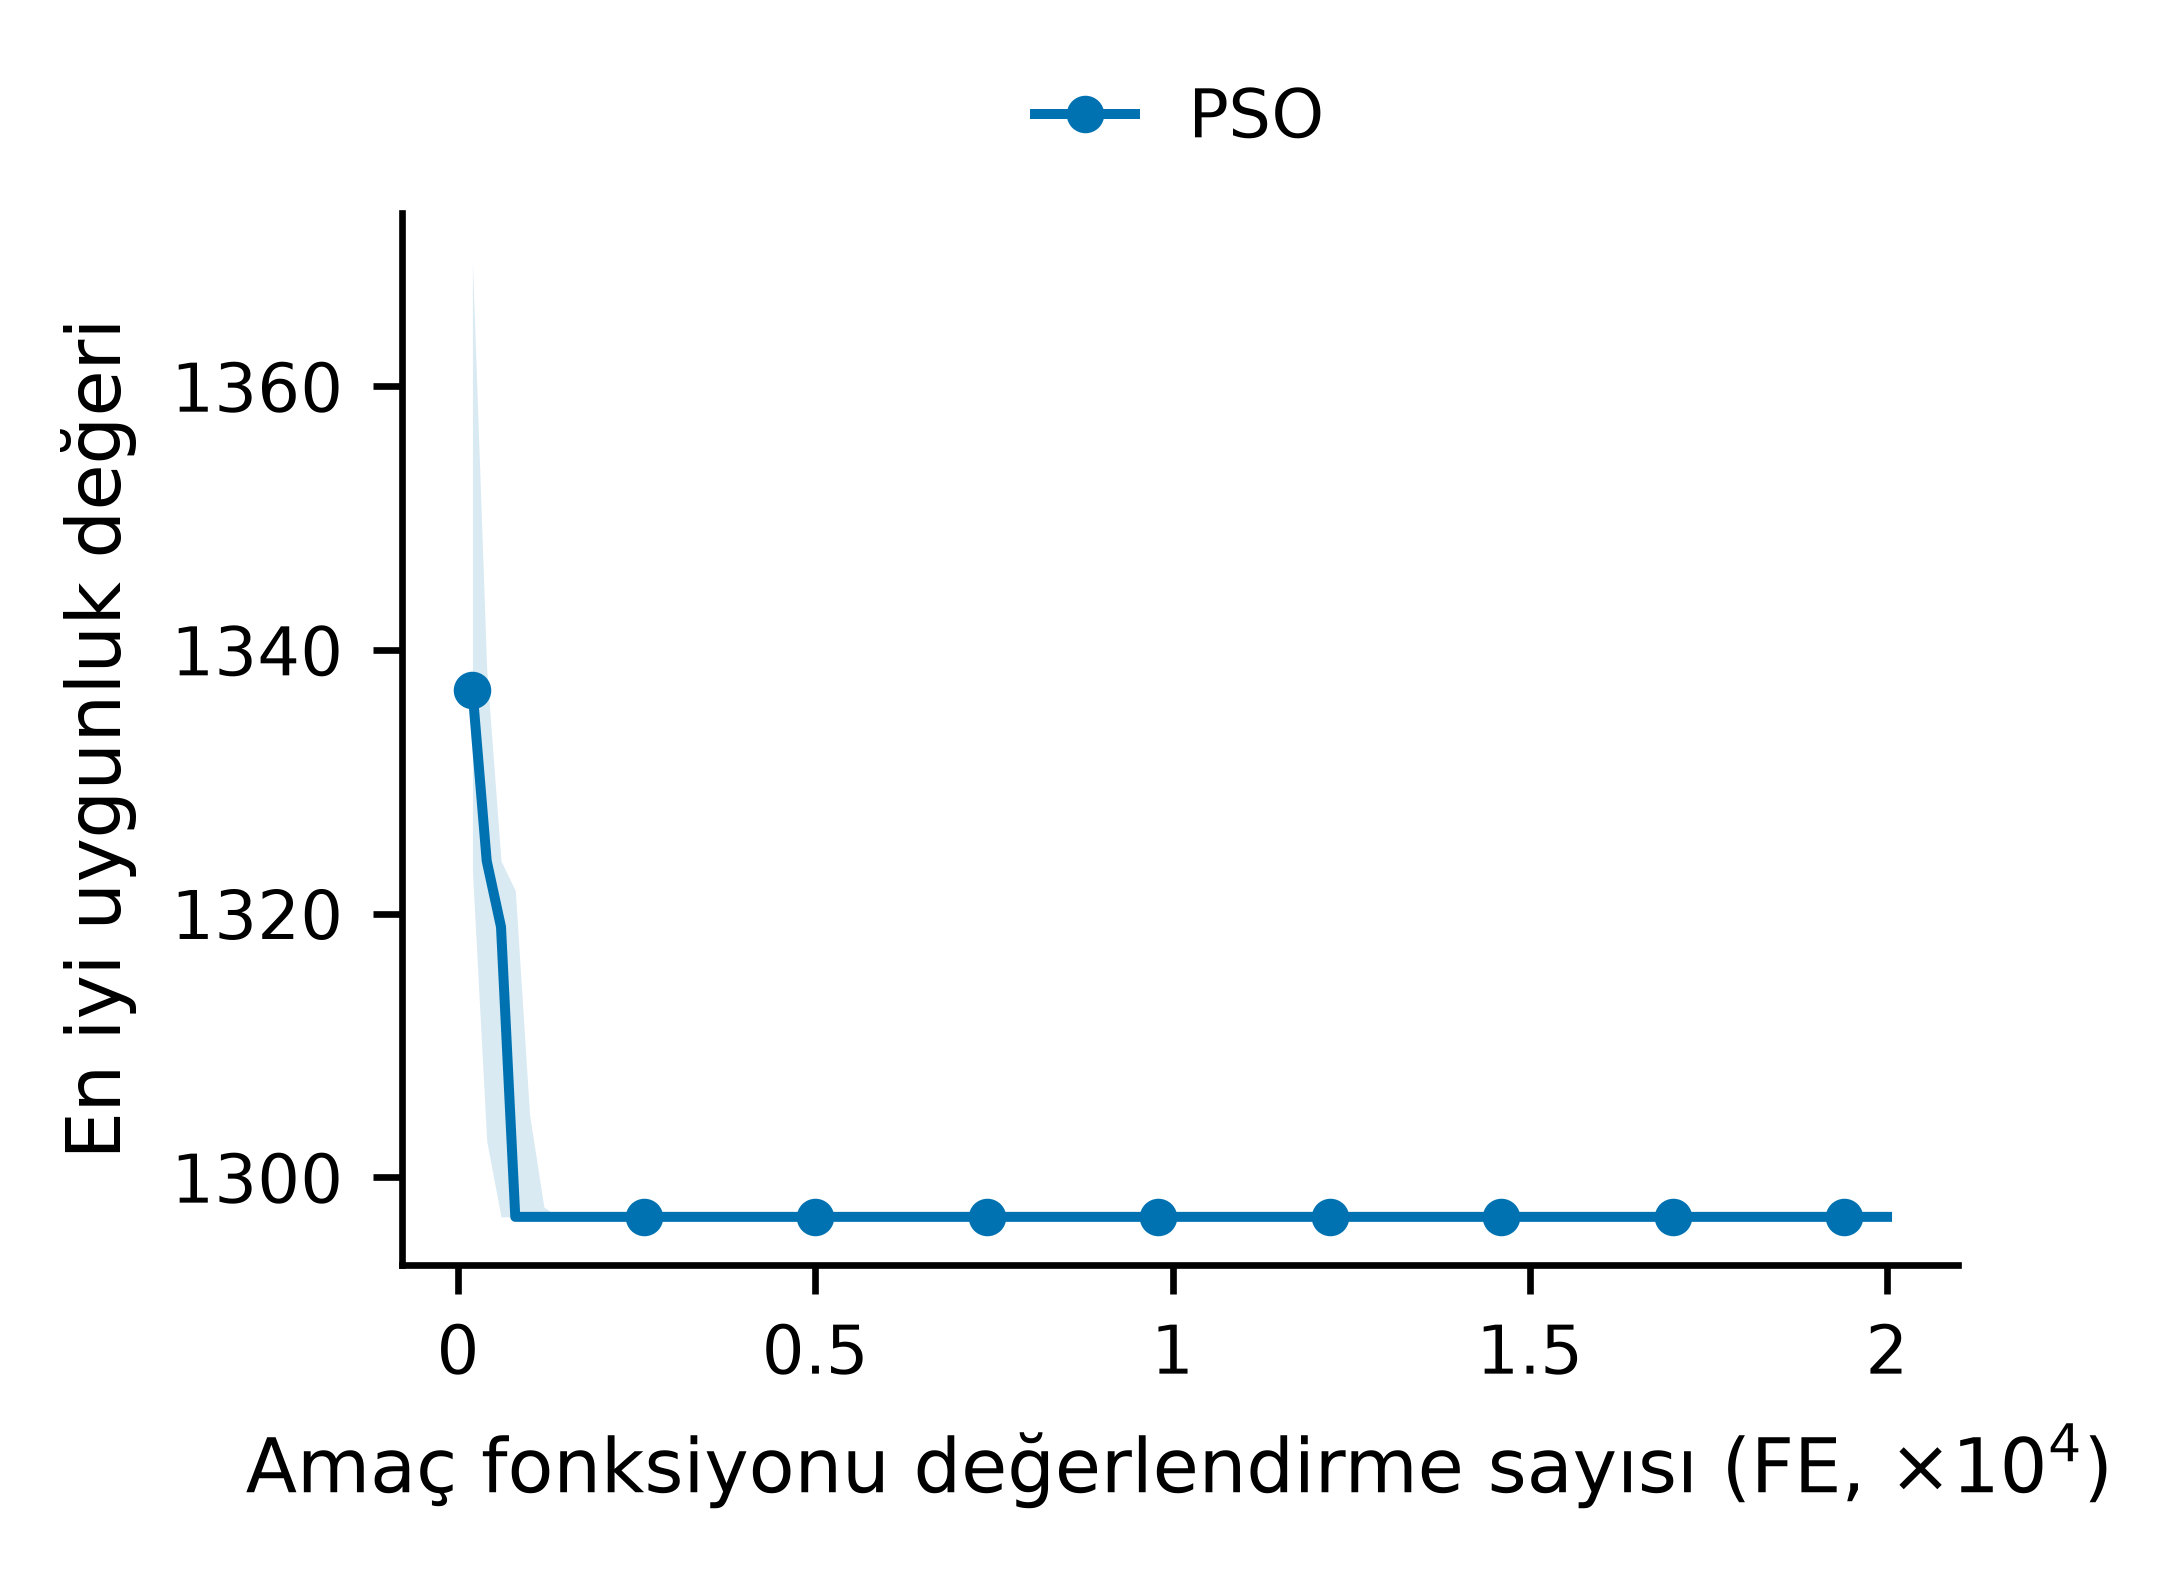 PSO
En iyi uygunluk değeri
1360
1340
1320
1300
0 0.5 1 1.5 2
Amaç fonksiyonu değerlendirme sayısı (FE, ×10⁴)